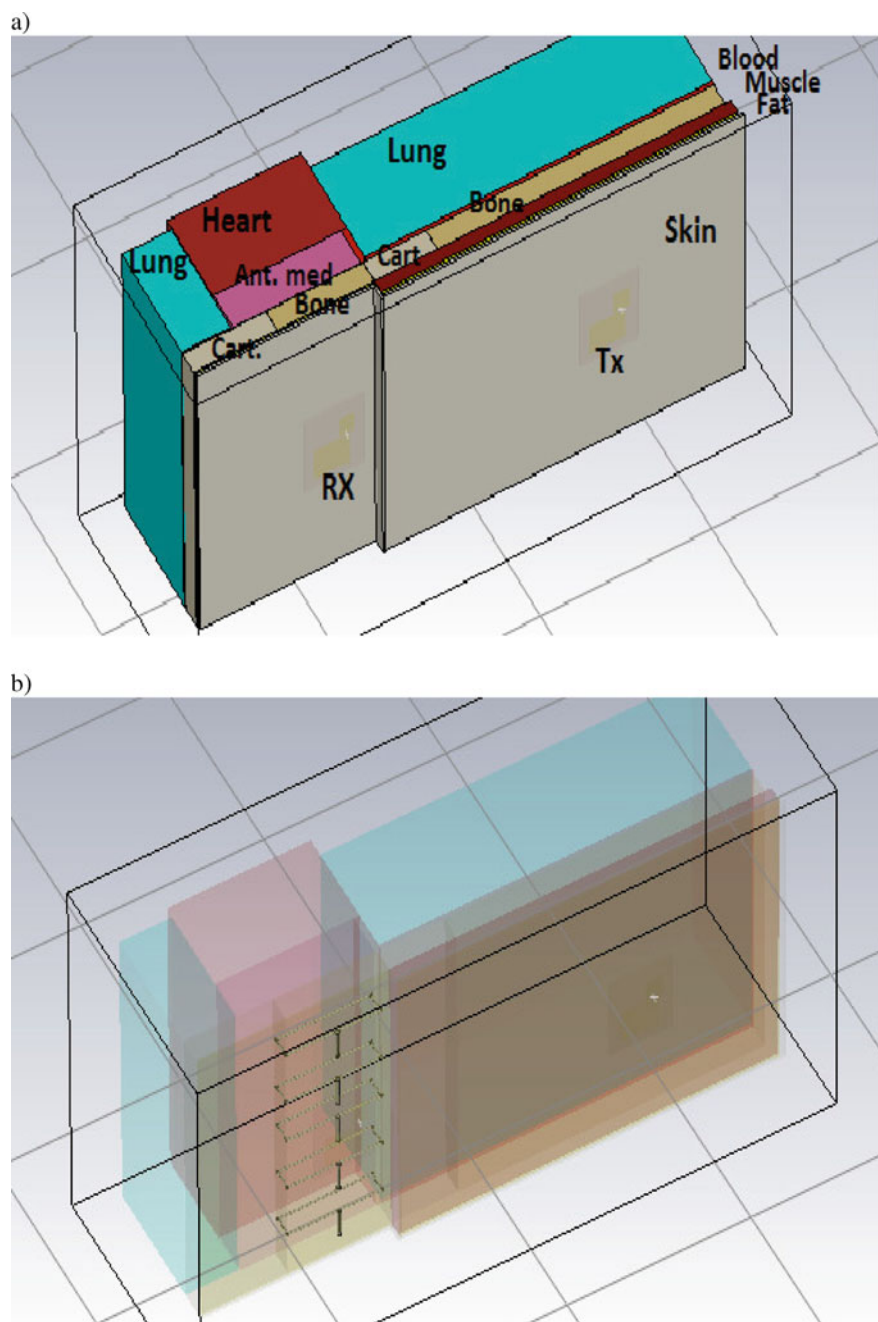 a)
Blood
Muscle
Fat
Lung
Heart
Bone
Skin
Lung
Cart
Ant. med
Bone
Cart.
Tx
RX
b)